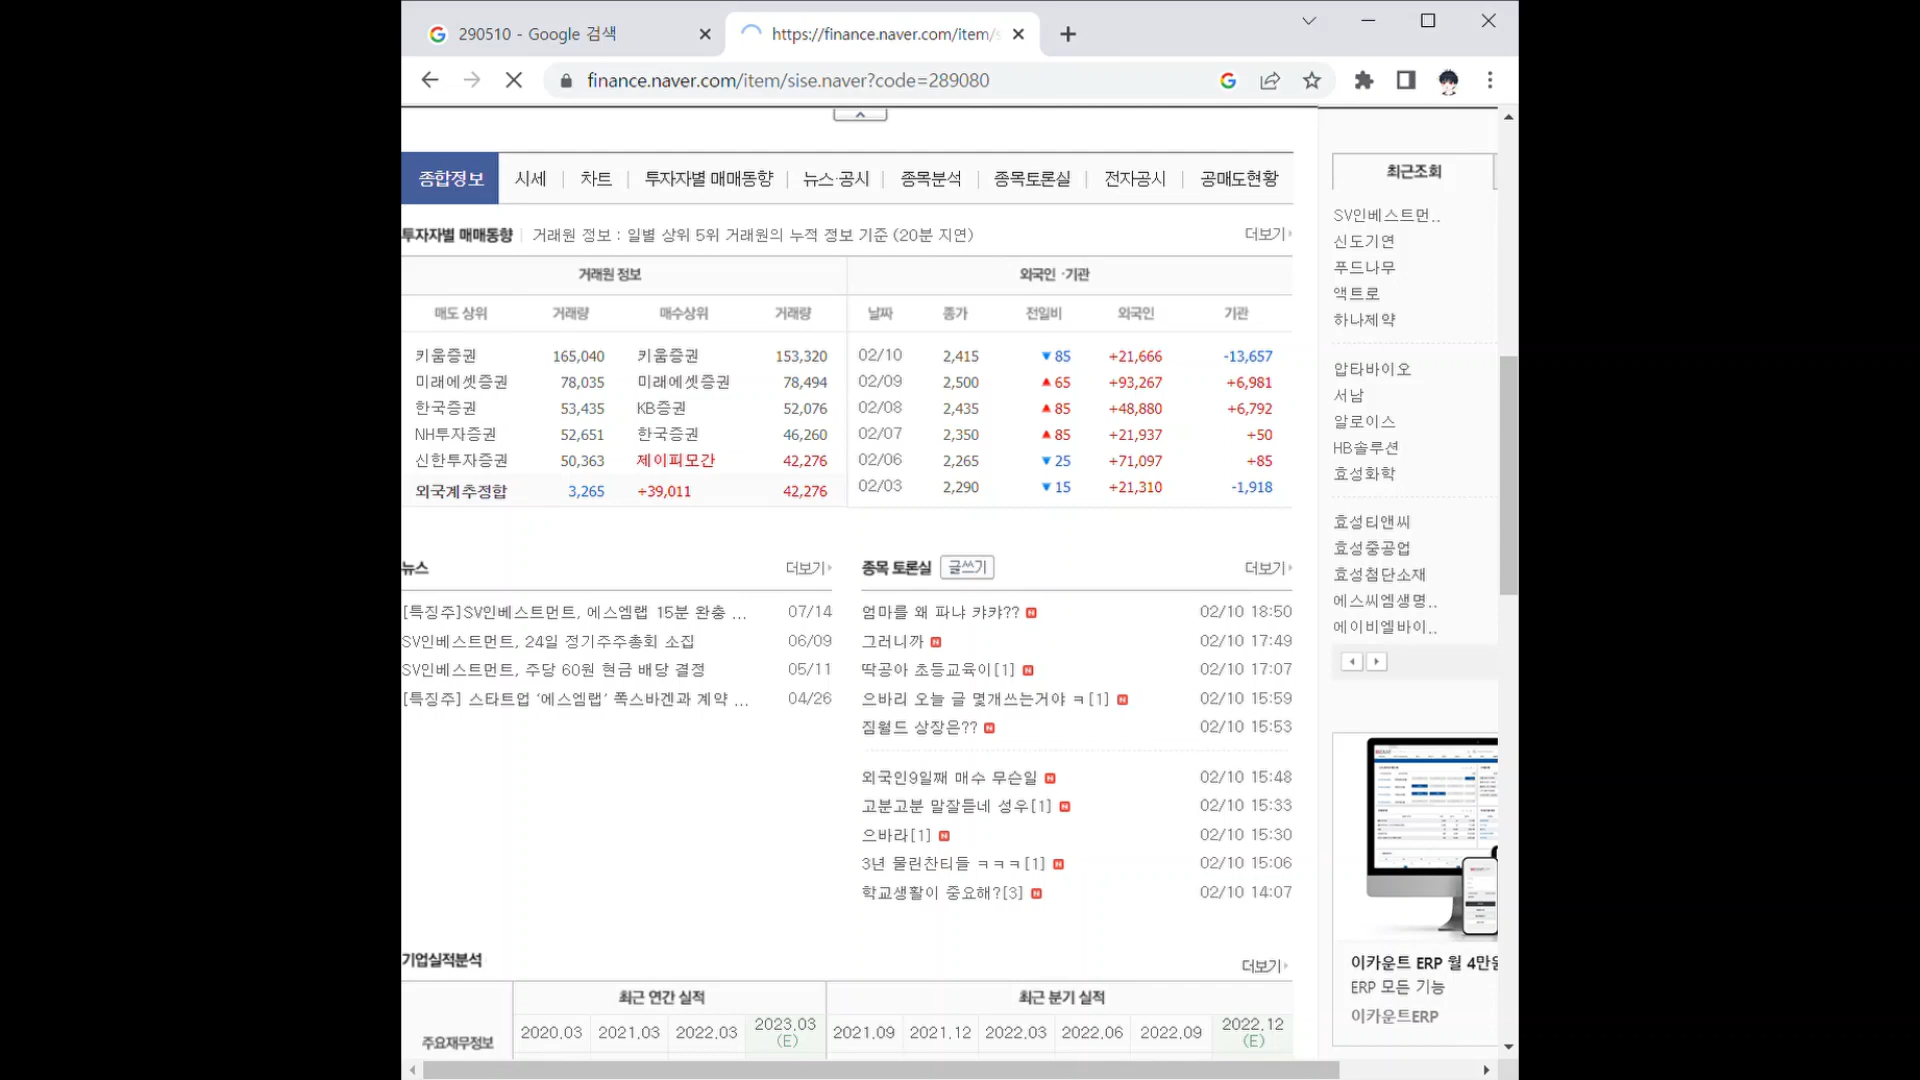 290510 - Google 검색
https://finance.naver.com/item/s
finance.naver.com/item/sise.naver?code=289080
종합정보 시세 차트 투자자별 매매동향 뉴스·공시 종목분석 종목토론실 전자공시 공매도현황
투자자별 매매동향 거래원 정보 : 일별 상위 5위 거래원의 누적 정보 기준 (20분 지연) 더보기
거래원 정보 외국인 ·기관
매도 상위 거래량 매수상위 거래량 날짜 종가 전일비 외국인 기관
키움증권 165,040 키움증권 153,320 02/10 2,415 ▼85 +21,666 -13,657
미래에셋증권 78,035 미래에셋증권 78,494 02/09 2,500 ▲65 +93,267 +6,981
한국증권 53,435 KB증권 52,076 02/08 2,435 ▲85 +48,880 +6,792
NH투자증권 52,651 한국증권 46,260 02/07 2,350 ▲85 +21,937 +50
신한투자증권 50,363 제이피모간 42,276 02/06 2,265 ▼25 +71,097 +85
외국계추정합 3,265 +39,011 42,276 02/03 2,290 ▼15 +21,310 -1,918
뉴스 더보기
[특징주]SV인베스트먼트, 에스엠랩 15분 완충 ... 07/14
SV인베스트먼트, 24일 정기주주총회 소집 06/09
SV인베스트먼트, 주당 60원 현금 배당 결정 05/11
[특징주] 스타트업 ‘에스엠랩’ 폭스바겐과 계약 ... 04/26
종목 토론실 글쓰기 더보기
엄마를 왜 파냐 캬캬?? N 02/10 18:50
그러니까 N 02/10 17:49
딱공아 초등교육이[1] N 02/10 17:07
으바리 오늘 글 몇개쓰는거야 ㅋ[1] N 02/10 15:59
짐월드 상장은?? N 02/10 15:53
외국인9일째 매수 무슨일 N 02/10 15:48
고분고분 말잘듣네 성우[1] N 02/10 15:33
으바라[1] N 02/10 15:30
3년 물린찬티들 ㅋㅋㅋ[1] N 02/10 15:06
학교생활이 중요해?[3] N 02/10 14:07
기업실적분석 더보기
주요재무정보 최근 연간 실적 최근 분기 실적
2020.03 2021.03 2022.03 2023.03 (E) 2021.09 2021.12 2022.03 2022.06 2022.09 2022.12 (E)
최근조회
SV인베스트먼..
신도기연
푸드나무
액트로
하나제약
압타바이오
서남
알로이스
HB솔루션
효성화학
효성티앤씨
효성중공업
효성첨단소재
에스씨엠생명..
에이비엘바이..
이카운트 ERP 월 4만원
ERP 모든 기능
이카운트ERP